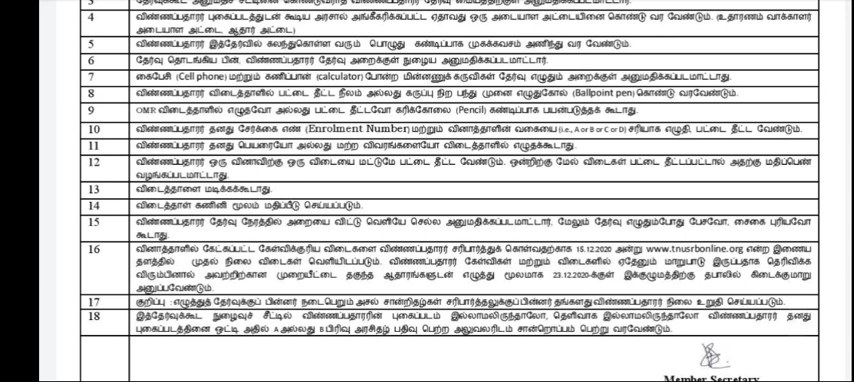 4 விண்ணப்பதாரர் புகைப்படத்துடன் கூடிய அரசால் அங்கீகரிக்கப்பட்ட ஏதாவது ஒரு அடையாள அட்டையினை கொண்டு வர வேண்டும். (உதாரணம் வாக்காளர்
அடையாள அட்டை, ஆதார் அட்டை)
5 விண்ணப்பதாரர் இத்தேர்வில் கலந்துகொள்ள வரும் பொழுது கண்டிப்பாக முகக்கவசம் அணிந்து வர வேண்டும்.
6 தேர்வு தொடங்கிய பின், விண்ணப்பதாரர் தேர்வு அறைக்குள் நுழைய அனுமதிக்கப்படமாட்டார்.
7 கைபேசி (Cell phone) மற்றும் கணிப்பான் (calculator) போன்ற மின்னணுக்கருவிகள் தேர்வு எழுதும் அறைக்குள் அனுமதிக்கப்படமாட்டாது.
8 விண்ணப்பதாரர் விடைத்தாளில் பட்டை தீட்ட நீலம் அல்லது கருப்பு நிற பந்து முனை எழுதுகோல் (Ballpoint pen) கொண்டு வரவேண்டும்.
9 OMR விடைத்தாளில் எழுதவோ அல்லது பட்டை தீட்டவோ கரிக்கோலை (Pencil) கண்டிப்பாக பயன்படுத்தக் கூடாது.
10 விண்ணப்பதாரர் தனது சேர்க்கை எண் (Enrolment Number) மற்றும் வினாத்தாளின் வகையை (i.e., A or B or C or D) சரியாக எழுதி, பட்டை தீட்ட வேண்டும்.
11 விண்ணப்பதாரர் தனது பெயரையோ அல்லது மற்ற விவரங்களையோ விடைத்தாளில் எழுதக்கூடாது.
12 விண்ணப்பதாரர் ஒரு வினாவிற்கு ஒரு விடையை மட்டுமே பட்டை தீட்ட வேண்டும். ஒன்றிற்கு மேல் விடைகள் பட்டை தீட்டப்பட்டால் அதற்கு மதிப்பெண்
வழங்கப்படமாட்டாது.
13 விடைத்தாளை மடிக்கக்கூடாது.
14 விடைத்தாள் கணினி மூலம் மதிப்பீடு செய்யப்படும்.
15 விண்ணப்பதாரர் தேர்வு நேரத்தில் அறையை விட்டு வெளியே செல்ல அனுமதிக்கப்படமாட்டார், மேலும் தேர்வு எழுதும்போது பேசவோ, சைகை புரியவோ
கூடாது.
16 வினாத்தாளில் கேட்கப்பட்ட கேள்விக்குரிய விடைகளை விண்ணப்பதாரர் சரிபார்த்துக் கொள்வதற்காக 15.12.2020 அன்று www.tnusrbonline.org என்ற இணைய
தளத்தில் முதல் நிலை விடைகள் வெளியிடப்படும். விண்ணப்பதாரர் கேள்விகள் மற்றும் விடைகளில் ஏதேனும் மாறுபாடு இருப்பதாக தெரிவிக்க
விரும்பினால் அவற்றிற்கான முறையீட்டை தகுந்த ஆதாரங்களுடன் எழுத்து மூலமாக 23.12.2020-க்குள் இக்குழுமத்திற்கு தபாலில் கிடைக்குமாறு
அனுப்பவேண்டும்.
17 குறிப்பு : எழுத்துத் தேர்வுக்குப் பின்னர் நடைபெறும் அசல் சான்றிதழ்கள் சரிபார்த்தலுக்குப்பின்னர் தங்களது விண்ணப்பதாரர் நிலை உறுதி செய்யப்படும்.
18 இத்தேர்வுக்கூட நுழைவுச் சீட்டில் விண்ணப்பதாரரின் புகைப்படம் இல்லாமலிருந்தாலோ, தெளிவாக இல்லாமலிருந்தாலோ விண்ணப்பதாரர் தனது
புகைப்படத்தினை ஒட்டி அதில் A அல்லது B பிரிவு அரசிதழ் பதிவு பெற்ற அலுவலரிடம் சான்றொப்பம் பெற்று வரவேண்டும்.
Member Secretary